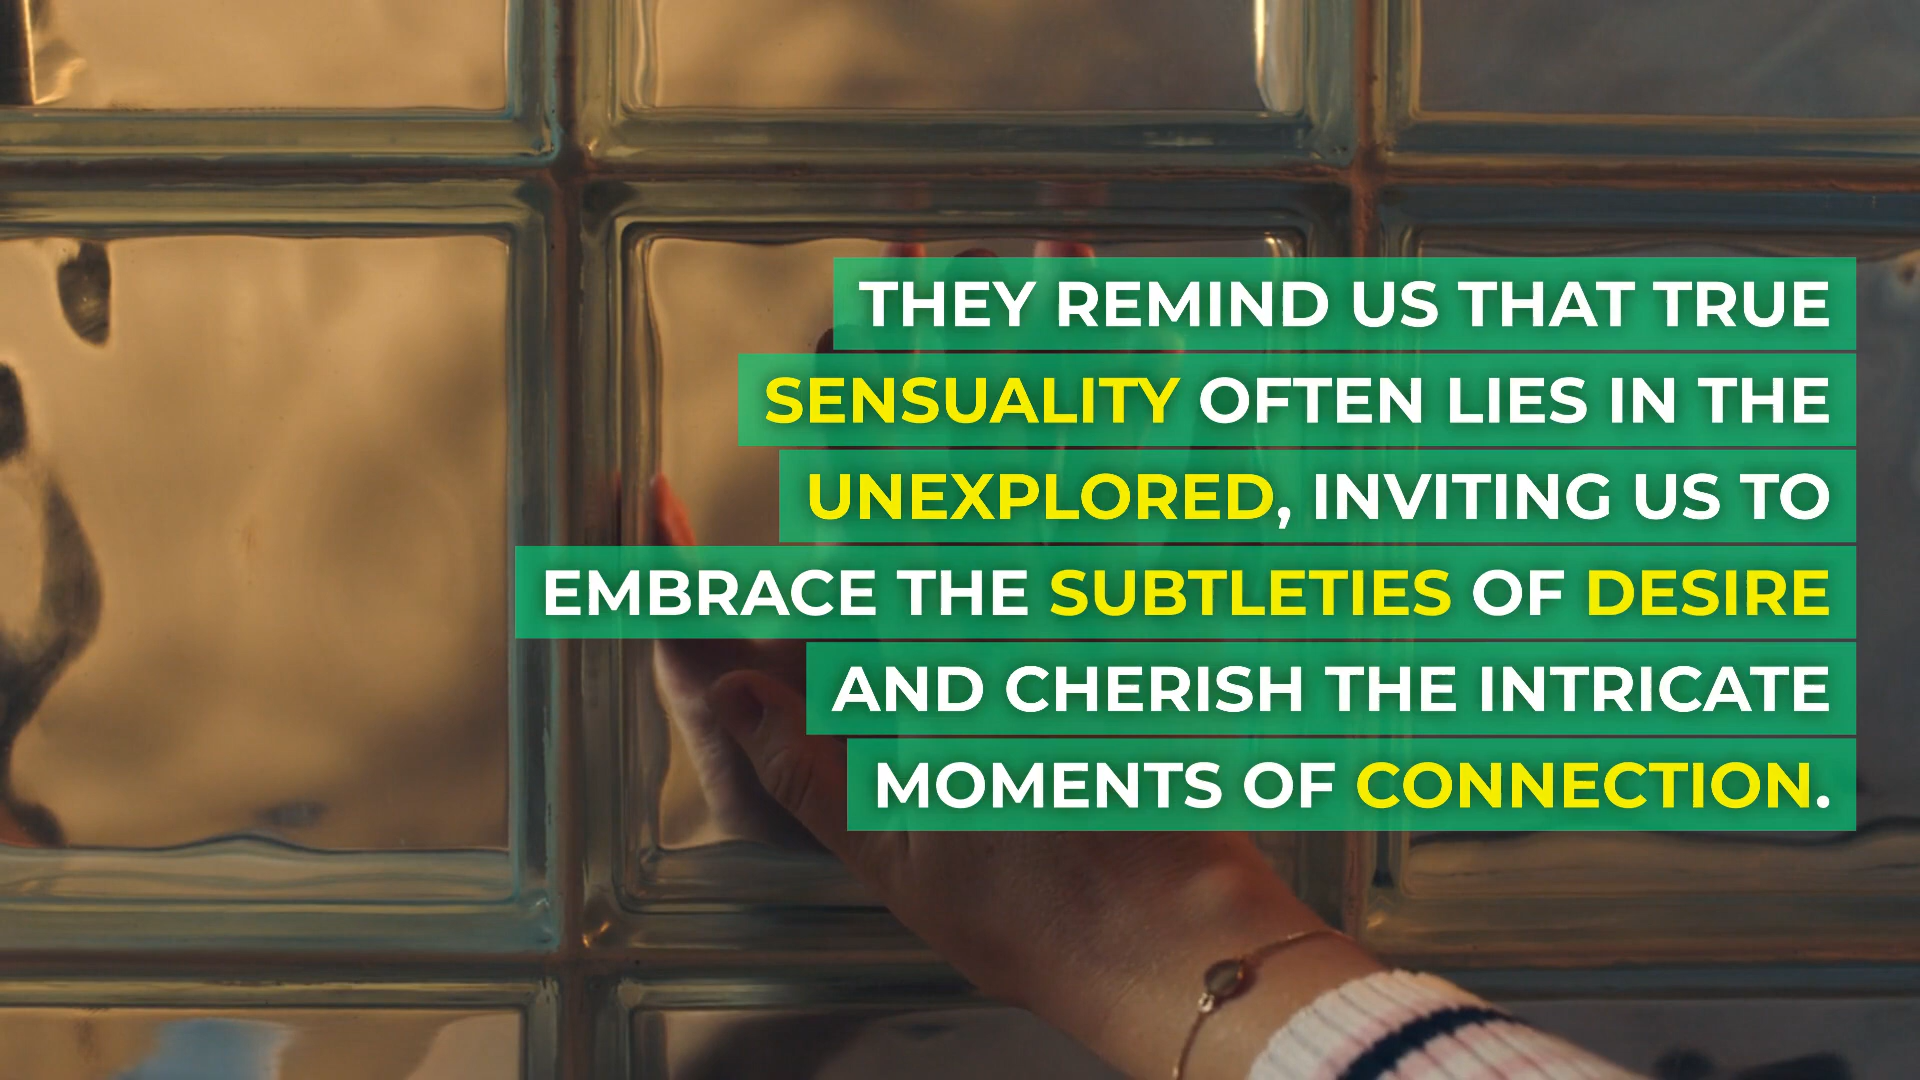 THEY REMIND US THAT TRUE
SENSUALITY OFTEN LIES IN THE
UNEXPLORED, INVITING US TO
EMBRACE THE SUBTLETIES OF DESIRE
AND CHERISH THE INTRICATE
MOMENTS OF CONNECTION.